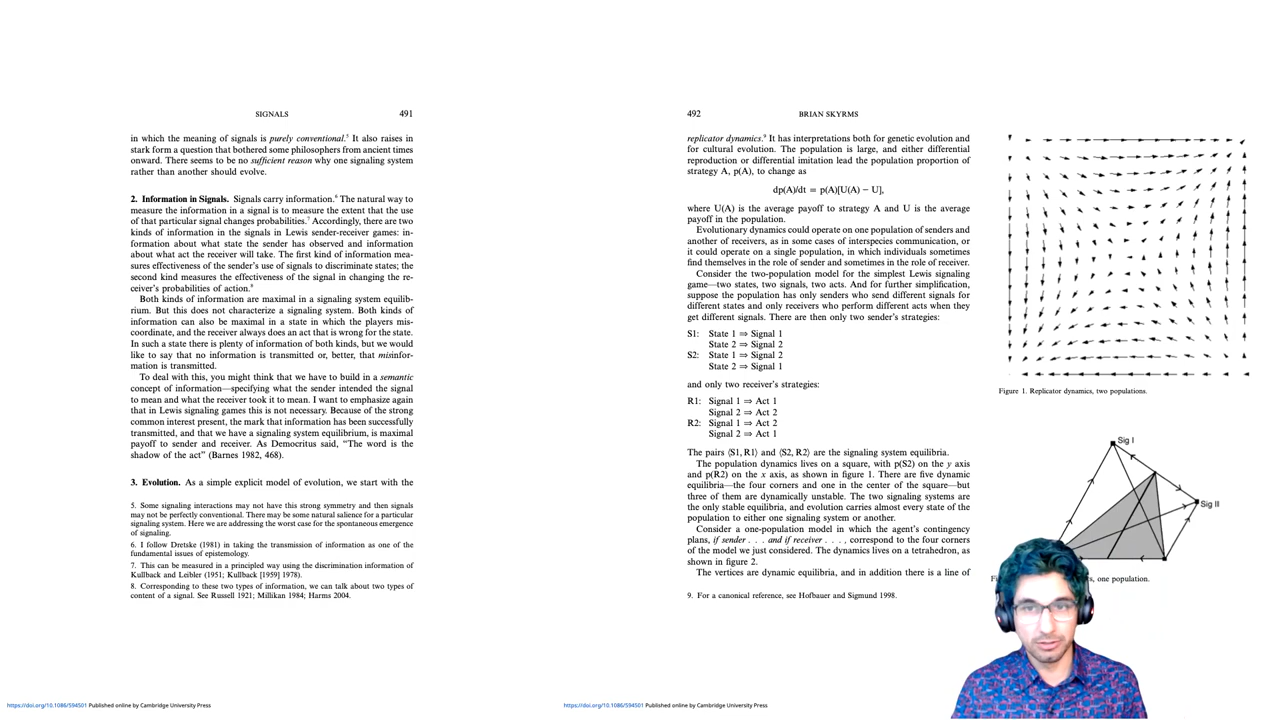 SIGNALS 491
in which the meaning of signals is purely conventional.⁵ It also raises in
stark form a question that bothered some philosophers from ancient times
onward. There seems to be no sufficient reason why one signaling system
rather than another should evolve.
2. Information in Signals. Signals carry information.⁶ The natural way to
measure the information in a signal is to measure the extent that the use
of that particular signal changes probabilities.⁷ Accordingly, there are two
kinds of information in the signals in Lewis sender-receiver games: in-
formation about what state the sender has observed and information
about what act the receiver will take. The first kind of information mea-
sures effectiveness of the sender's use of signals to discriminate states; the
second kind measures the effectiveness of the signal in changing the re-
ceiver's probabilities of action.⁸
Both kinds of information are maximal in a signaling system equilib-
rium. But this does not characterize a signaling system. Both kinds of
information can also be maximal in a state in which the players mis-
coordinate, and the receiver always does an act that is wrong for the state.
In such a state there is plenty of information of both kinds, but we would
like to say that no information is transmitted or, better, that misinfor-
mation is transmitted.
To deal with this, you might think that we have to build in a semantic
concept of information—specifying what the sender intended the signal
to mean and what the receiver took it to mean. I want to emphasize again
that in Lewis signaling games this is not necessary. Because of the strong
common interest present, the mark that information has been successfully
transmitted, and that we have a signaling system equilibrium, is maximal
payoff to sender and receiver. As Democritus said, "The word is the
shadow of the act" (Barnes 1982, 468).
3. Evolution. As a simple explicit model of evolution, we start with the
5. Some signaling interactions may not have this strong symmetry and then signals
may not be perfectly conventional. There may be some natural salience for a particular
signaling system. Here we are addressing the worst case for the spontaneous emergence
of signaling.
6. I follow Dretske (1981) in taking the transmission of information as one of the
fundamental issues of epistemology.
7. This can be measured in a principled way using the discrimination information of
Kullback and Leibler (1951; Kullback [1959] 1978).
8. Corresponding to these two types of information, we can talk about two types of
content of a signal. See Russell 1921; Millikan 1984; Harms 2004.
https://doi.org/10.1086/594501 Published online by Cambridge University Press
492 BRIAN SKYRMS
replicator dynamics.⁹ It has interpretations both for genetic evolution and
for cultural evolution. The population is large, and either differential
reproduction or differential imitation lead the population proportion of
strategy A, p(A), to change as
dp(A)/dt = p(A)[U(A) − U],
where U(A) is the average payoff to strategy A and U is the average
payoff in the population.
Evolutionary dynamics could operate on one population of senders and
another of receivers, as in some cases of interspecies communication, or
it could operate on a single population, in which individuals sometimes
find themselves in the role of sender and sometimes in the role of receiver.
Consider the two-population model for the simplest Lewis signaling
game—two states, two signals, two acts. And for further simplification,
suppose the population has only senders who send different signals for
different states and only receivers who perform different acts when they
get different signals. There are then only two sender's strategies:
S1: State 1 ⇒ Signal 1
State 2 ⇒ Signal 2
S2: State 1 ⇒ Signal 2
State 2 ⇒ Signal 1
and only two receiver's strategies:
R1: Signal 1 ⇒ Act 1
Signal 2 ⇒ Act 2
R2: Signal 1 ⇒ Act 2
Signal 2 ⇒ Act 1
The pairs ⟨S1, R1⟩ and ⟨S2, R2⟩ are the signaling system equilibria.
The population dynamics lives on a square, with p(S2) on the y axis
and p(R2) on the x axis, as shown in figure 1. There are five dynamic
equilibria—the four corners and one in the center of the square—but
three of them are dynamically unstable. The two signaling systems are
the only stable equilibria, and evolution carries almost every state of the
population to either one signaling system or another.
Consider a one-population model in which the agent's contingency
plans, if sender . . . and if receiver . . . , correspond to the four corners
of the model we just considered. The dynamics lives on a tetrahedron, as
shown in figure 2.
The vertices are dynamic equilibria, and in addition there is a line of
9. For a canonical reference, see Hofbauer and Sigmund 1998.
https://doi.org/10.1086/594501 Published online by Cambridge University Press
Figure 1. Replicator dynamics, two populations.
Sig I
Sig II
one population.